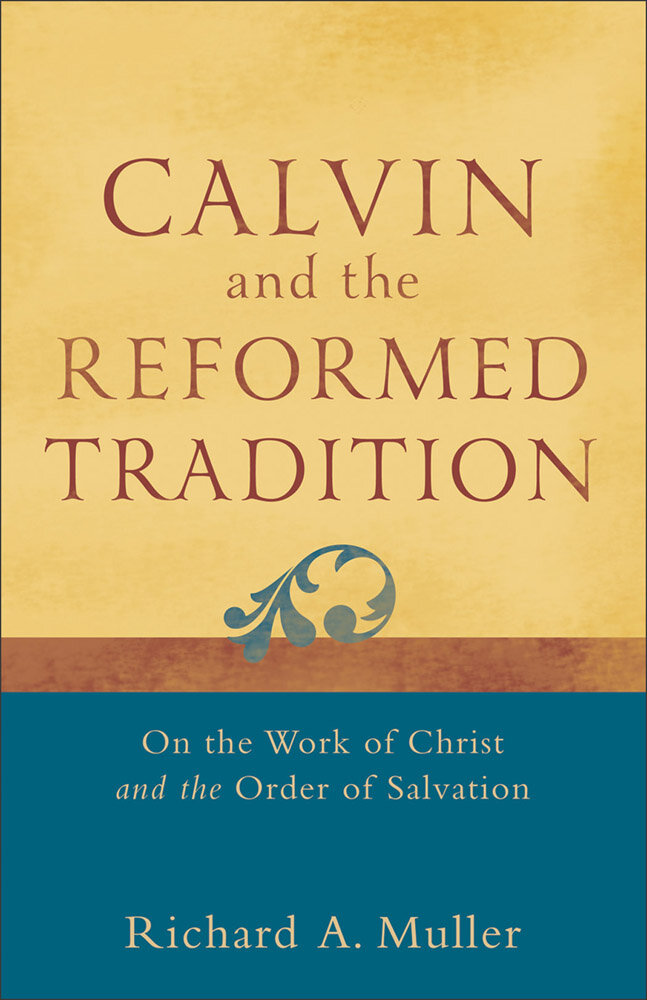 CALVIN
and the
REFORMED
TRADITION
On the Work of Christ
and the Order of Salvation
Richard A. Muller